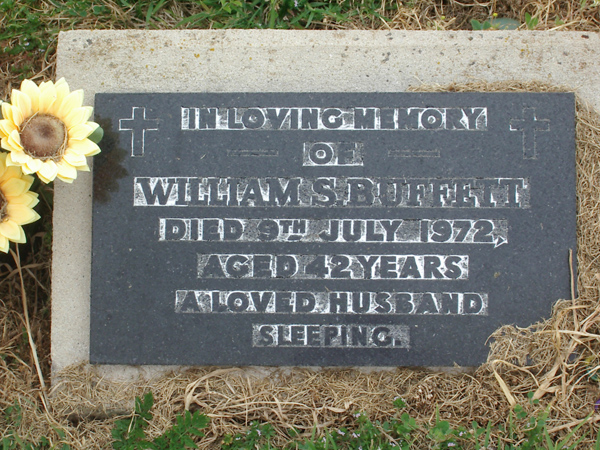 IN LOVING MEMORY
OF
WILLIAM S. BUFFETT
DIED 9TH JULY 1972,
AGED 42 YEARS
A LOVED HUSBAND
SLEEPING.